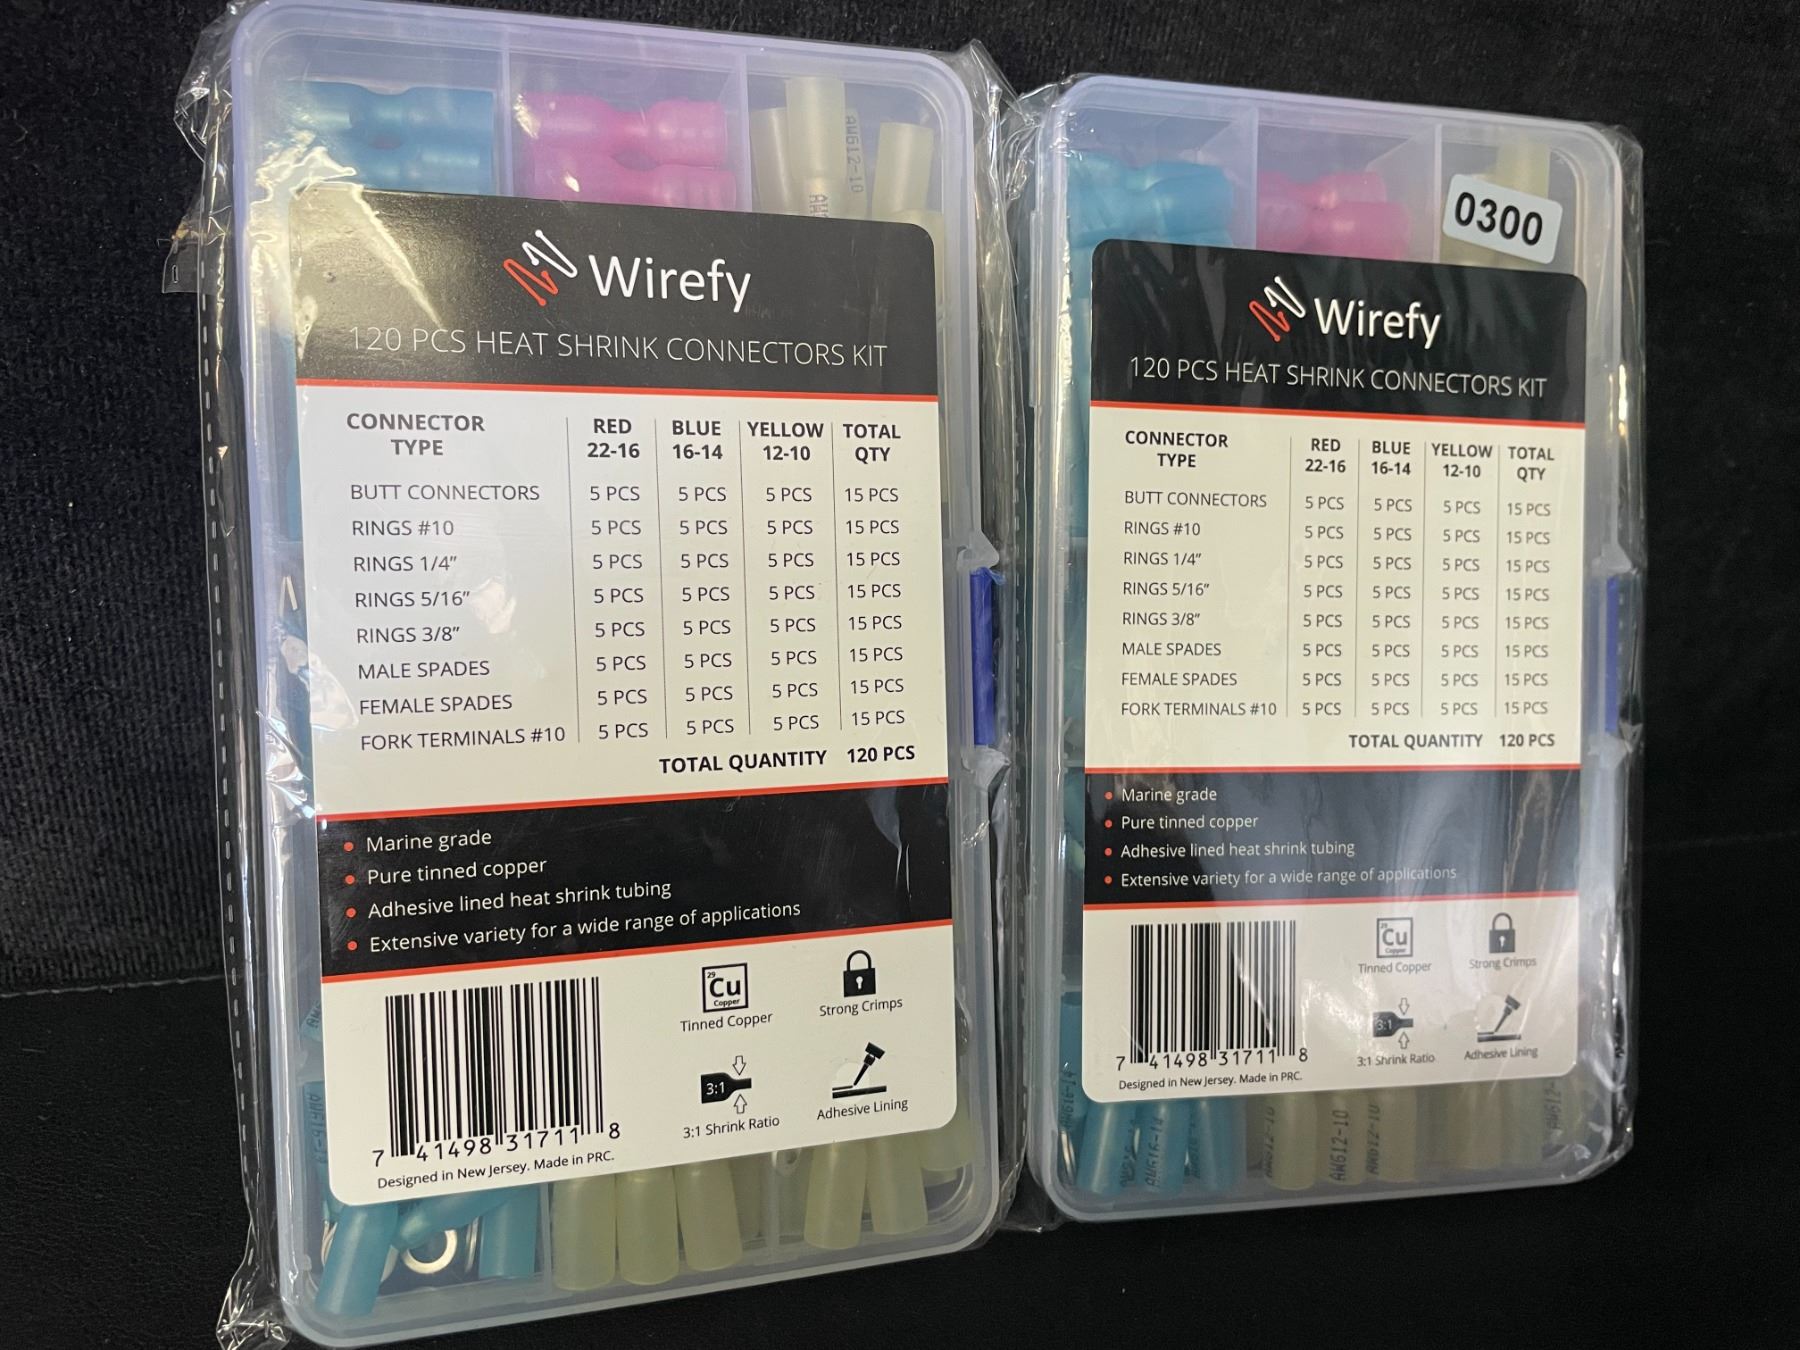 AWG12-10
Wirefy
120 PCS HEAT SHRINK CONNECTORS KIT
CONNECTOR TYPE RED 22-16 BLUE 16-14 YELLOW 12-10 TOTAL QTY
BUTT CONNECTORS 5 PCS 5 PCS 5 PCS 15 PCS
RINGS #10 5 PCS 5 PCS 5 PCS 15 PCS
RINGS 1/4" 5 PCS 5 PCS 5 PCS 15 PCS
RINGS 5/16" 5 PCS 5 PCS 5 PCS 15 PCS
RINGS 3/8" 5 PCS 5 PCS 5 PCS 15 PCS
MALE SPADES 5 PCS 5 PCS 5 PCS 15 PCS
FEMALE SPADES 5 PCS 5 PCS 5 PCS 15 PCS
FORK TERMINALS #10 5 PCS 5 PCS 5 PCS 15 PCS
TOTAL QUANTITY 120 PCS
• Marine grade
• Pure tinned copper
• Adhesive lined heat shrink tubing
• Extensive variety for a wide range of applications
29
Cu
Copper
Tinned Copper
Strong Crimps
3:1
3:1 Shrink Ratio
Adhesive Lining
7 41498 31711 8
Designed in New Jersey. Made in PRC.
0300
Wirefy
120 PCS HEAT SHRINK CONNECTORS KIT
CONNECTOR TYPE RED 22-16 BLUE 16-14 YELLOW 12-10 TOTAL QTY
BUTT CONNECTORS 5 PCS 5 PCS 5 PCS 15 PCS
RINGS #10 5 PCS 5 PCS 5 PCS 15 PCS
RINGS 1/4" 5 PCS 5 PCS 5 PCS 15 PCS
RINGS 5/16" 5 PCS 5 PCS 5 PCS 15 PCS
RINGS 3/8" 5 PCS 5 PCS 5 PCS 15 PCS
MALE SPADES 5 PCS 5 PCS 5 PCS 15 PCS
FEMALE SPADES 5 PCS 5 PCS 5 PCS 15 PCS
FORK TERMINALS #10 5 PCS 5 PCS 5 PCS 15 PCS
TOTAL QUANTITY 120 PCS
• Marine grade
• Pure tinned copper
• Adhesive lined heat shrink tubing
• Extensive variety for a wide range of applications
29
Cu
Copper
Tinned Copper
Strong Crimps
3:1
3:1 Shrink Ratio
Adhesive Lining
7 41498 31711 8
Designed in New Jersey. Made in PRC.
AWG16-14
AWG16-14
AWG12-10
AWG12-10
AWG12-10